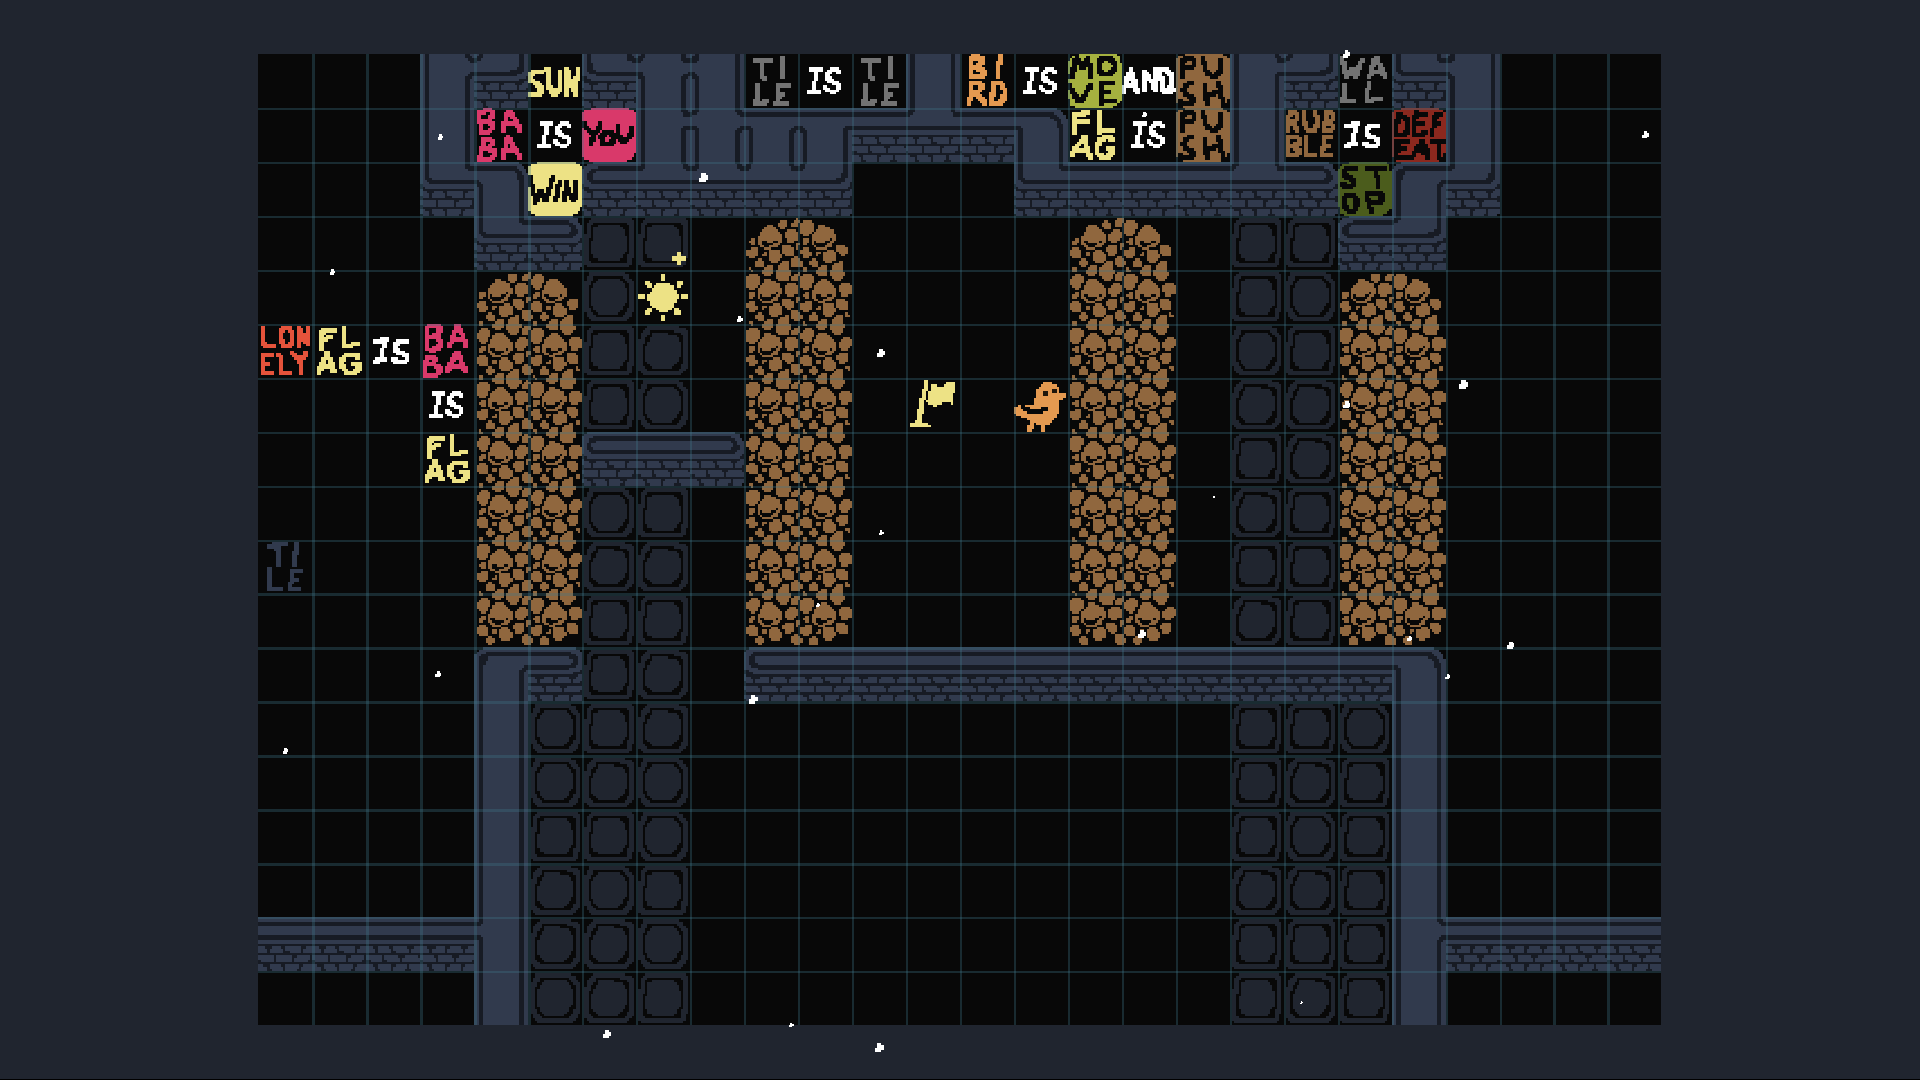 SUN
TILE IS TILE
BIRD IS MOVE AND PUSH
WALL
BABA IS YOU
FLAG IS PUSH
RUBBLE IS DEFEAT
WIN
STOP
LONELY FLAG IS BABA
IS
FLAG
TILE